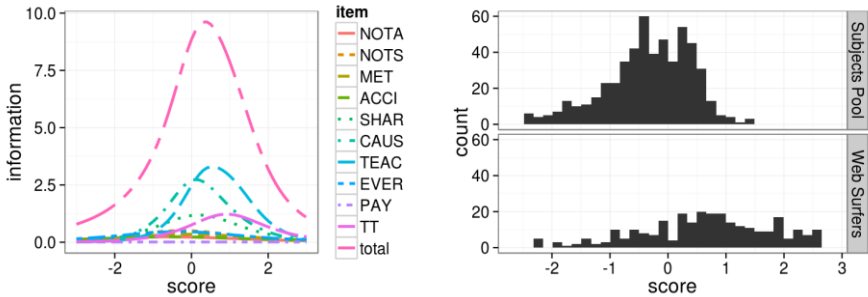 item
NOTA
NOTS
MET
ACCI
SHAR
CAUS
TEAC
EVER
PAY
TT
total
information
10.0
7.5
5.0
2.5
0.0
-2
0
2
score
count
60
40
20
0
Subjects Pool
60
40
20
0
Web Surfers
-2
-1
0
1
2
3
score